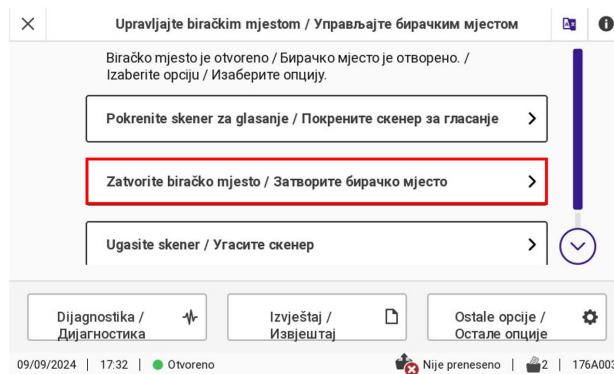 Upravljajte biračkim mjestom / Управљајте бирачким мјестом
Biračko mjesto je otvoreno / Бирачко мјесто је отворено. /
Izaberite opciju / Изаберите опцију.
Pokrenite skener za glasanje / Покрените скенер за гласање
Zatvorite biračko mjesto / Затворите бирачко мјесто
Ugasite skener / Угасите скенер
Dijagnostika /
Дијагностика
Izvještaj /
Извјештај
Ostale opcije /
Остале опције
09/09/2024 | 17:32 | Otvoreno
Nije preneseno | 2 | 176A003